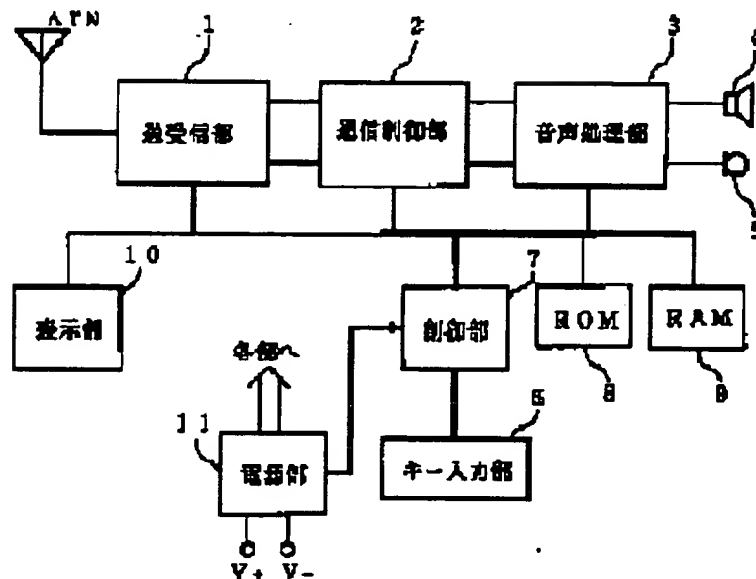 ATN
1
2
3
送受信部
通信制御部
音声処理部
10
7
表示部
制御部
ROM
RAM
各部へ
8
9
11
6
電源部
キー入力部
V+ V-